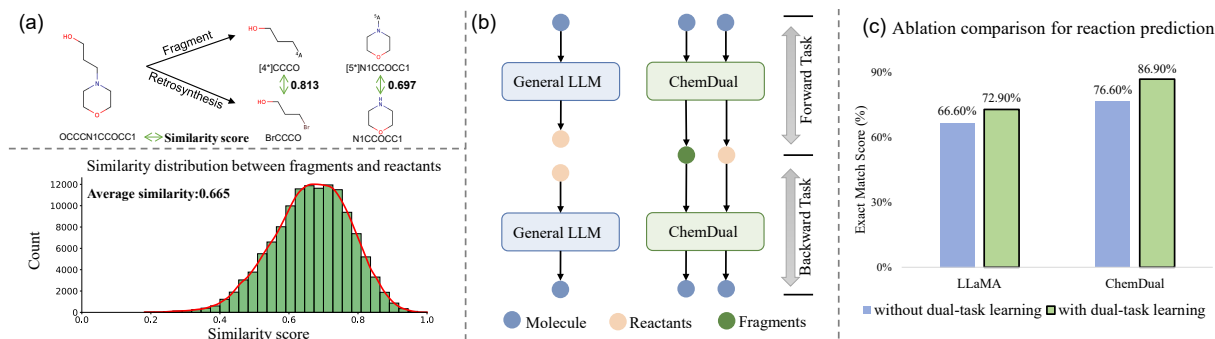 (a)
HO
Fragment
Retrosynthesis
N
O
OCCCN1CCOCC1
Similarity score
HO
⁴A
[4*]CCCO
0.813
HO
Br
BrCCCO
⁵A
N
O
[5*]N1CCOCC1
0.697
H
N
O
N1CCOCC1
Similarity distribution between fragments and reactants
Average similarity:0.665
Count
12000
10000
8000
6000
4000
2000
0
0.0 0.2 0.4 0.6 0.8 1.0
Similarity score
(b)
General LLM
ChemDual
General LLM
ChemDual
Forward Task
Backward Task
Molecule Reactants Fragments
(c) Ablation comparison for reaction prediction
Exact Match Score (%)
90%
60%
30%
0%
66.60%
72.90%
76.60%
86.90%
LLaMA ChemDual
without dual-task learning with dual-task learning